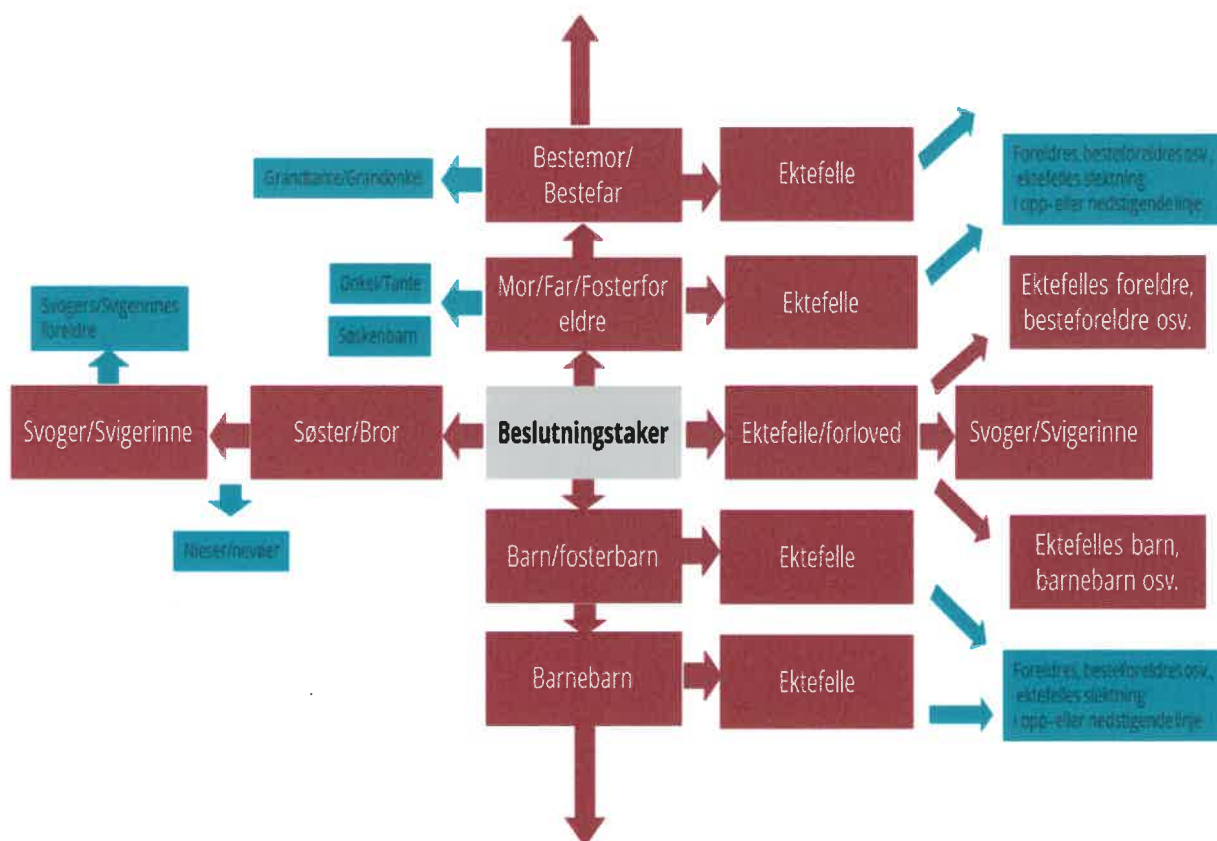 Bestemor/
Bestefar
Ektefelle
Grandtante/Grandonkel
Foreldres, besteforeldres osv.,
ektefelles slektning
i opp- eller nedstigende linje
Onkel/Tante
Søskenbarn
Mor/Far/Fosterfor
eldre
Ektefelle
Ektefelles foreldre,
besteforeldre osv.
Svogers/Svigerinnes
foreldre
Svoger/Svigerinne
Søster/Bror
Beslutningstaker
Ektefelle/forloved
Svoger/Svigerinne
Nieser/nevøer
Barn/fosterbarn
Ektefelle
Ektefelles barn,
barnebarn osv.
Barnebarn
Ektefelle
Foreldres, besteforeldres osv.,
ektefelles slektning
i opp- eller nedstigende linje